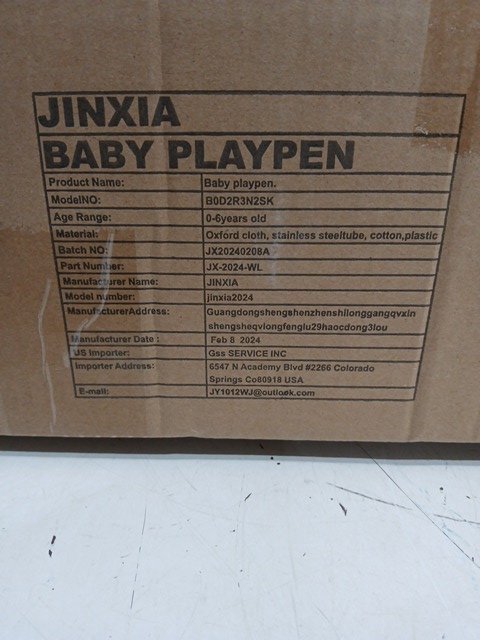 JINXIA
BABY PLAYPEN
Product Name: Baby playpen.
ModelNO: B0D2R3N2SK
Age Range: 0-6years old
Material: Oxford cloth, stainless steeltube, cotton,plastic
Batch NO: JX20240208A
Part Number: JX-2024-WL
Manufacturer Name: JINXIA
Model number: jinxia2024
ManufacturerAddress: Guangdongshengshenzhenshilonggangqvxin
shengsheqviongfenglu29haocdong3lou
Manufacturer Date : Feb 8 2024
US Importer: Gss SERVICE INC
Importer Address: 6547 N Academy Blvd #2266 Colorado
Springs Co80918 USA
E-mail: JY1012WJ@outlook.com